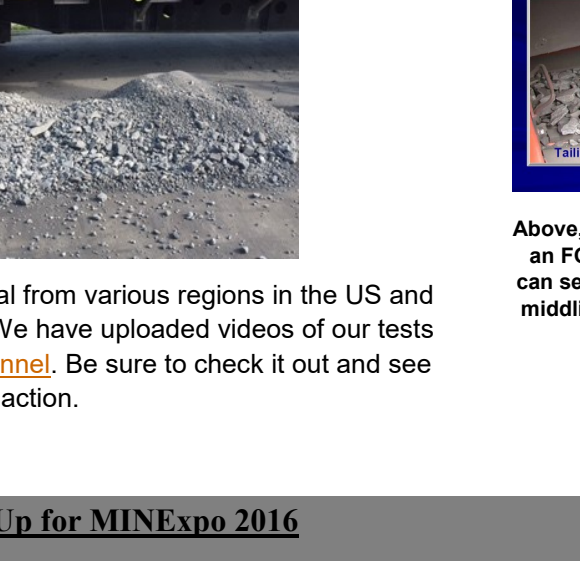 al from various regions in the US and
We have uploaded videos of our tests
nnel. Be sure to check it out and see
action.
Up for MINExpo 2016
Taili
Above,
an FG
can se
middli